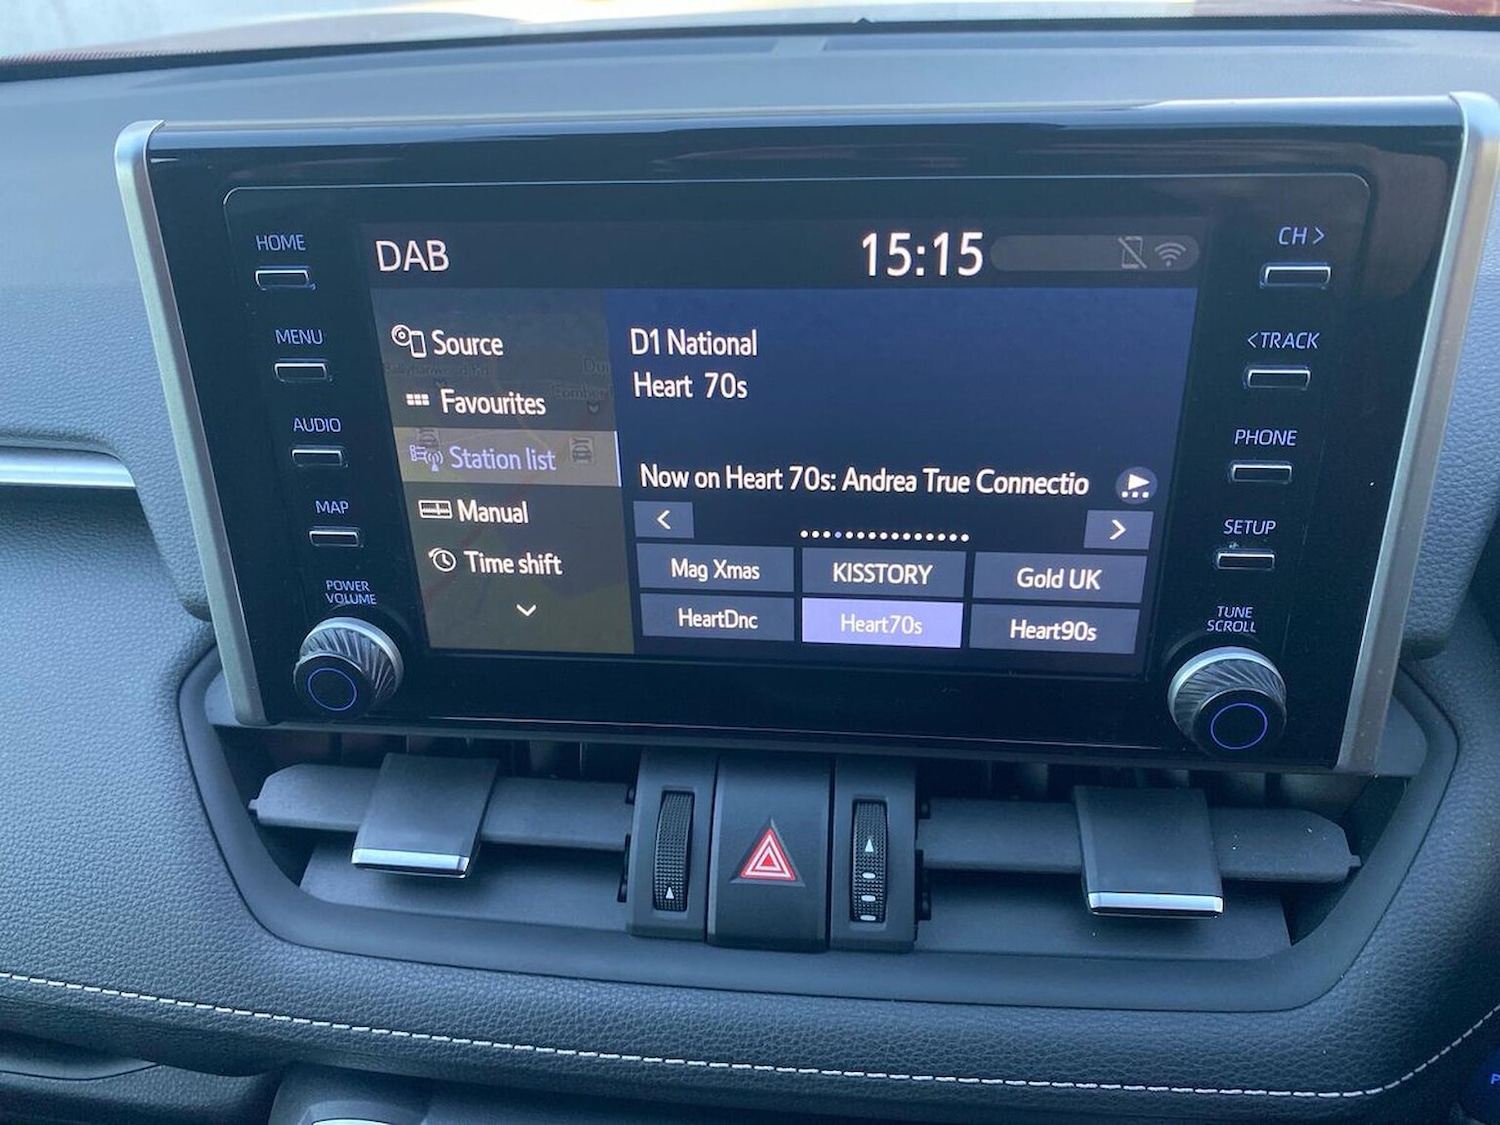 HOME
MENU
AUDIO
MAP
POWER
VOLUME
DAB
15:15
Source
Favourites
Station list
Manual
Time shift
D1 National
Heart 70s
Now on Heart 70s: Andrea True Connectio
<
>
Mag Xmas
KISSTORY
Gold UK
HeartDnc
Heart70s
Heart90s
CH >
<TRACK
PHONE
SETUP
TUNE
SCROLL